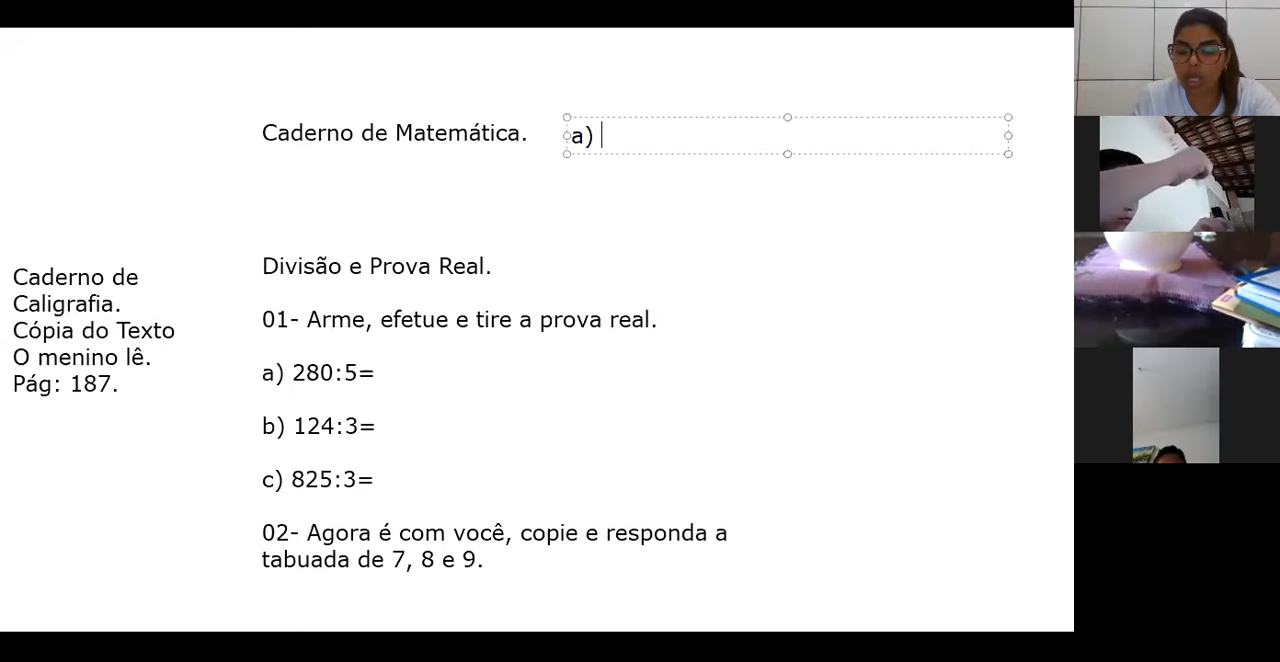 Caderno de Matemática.
a)
Caderno de
Caligrafia.
Cópia do Texto
O menino lê.
Pág: 187.
Divisão e Prova Real.
01- Arme, efetue e tire a prova real.
a) 280:5=
b) 124:3=
c) 825:3=
02- Agora é com você, copie e responda a
tabuada de 7, 8 e 9.